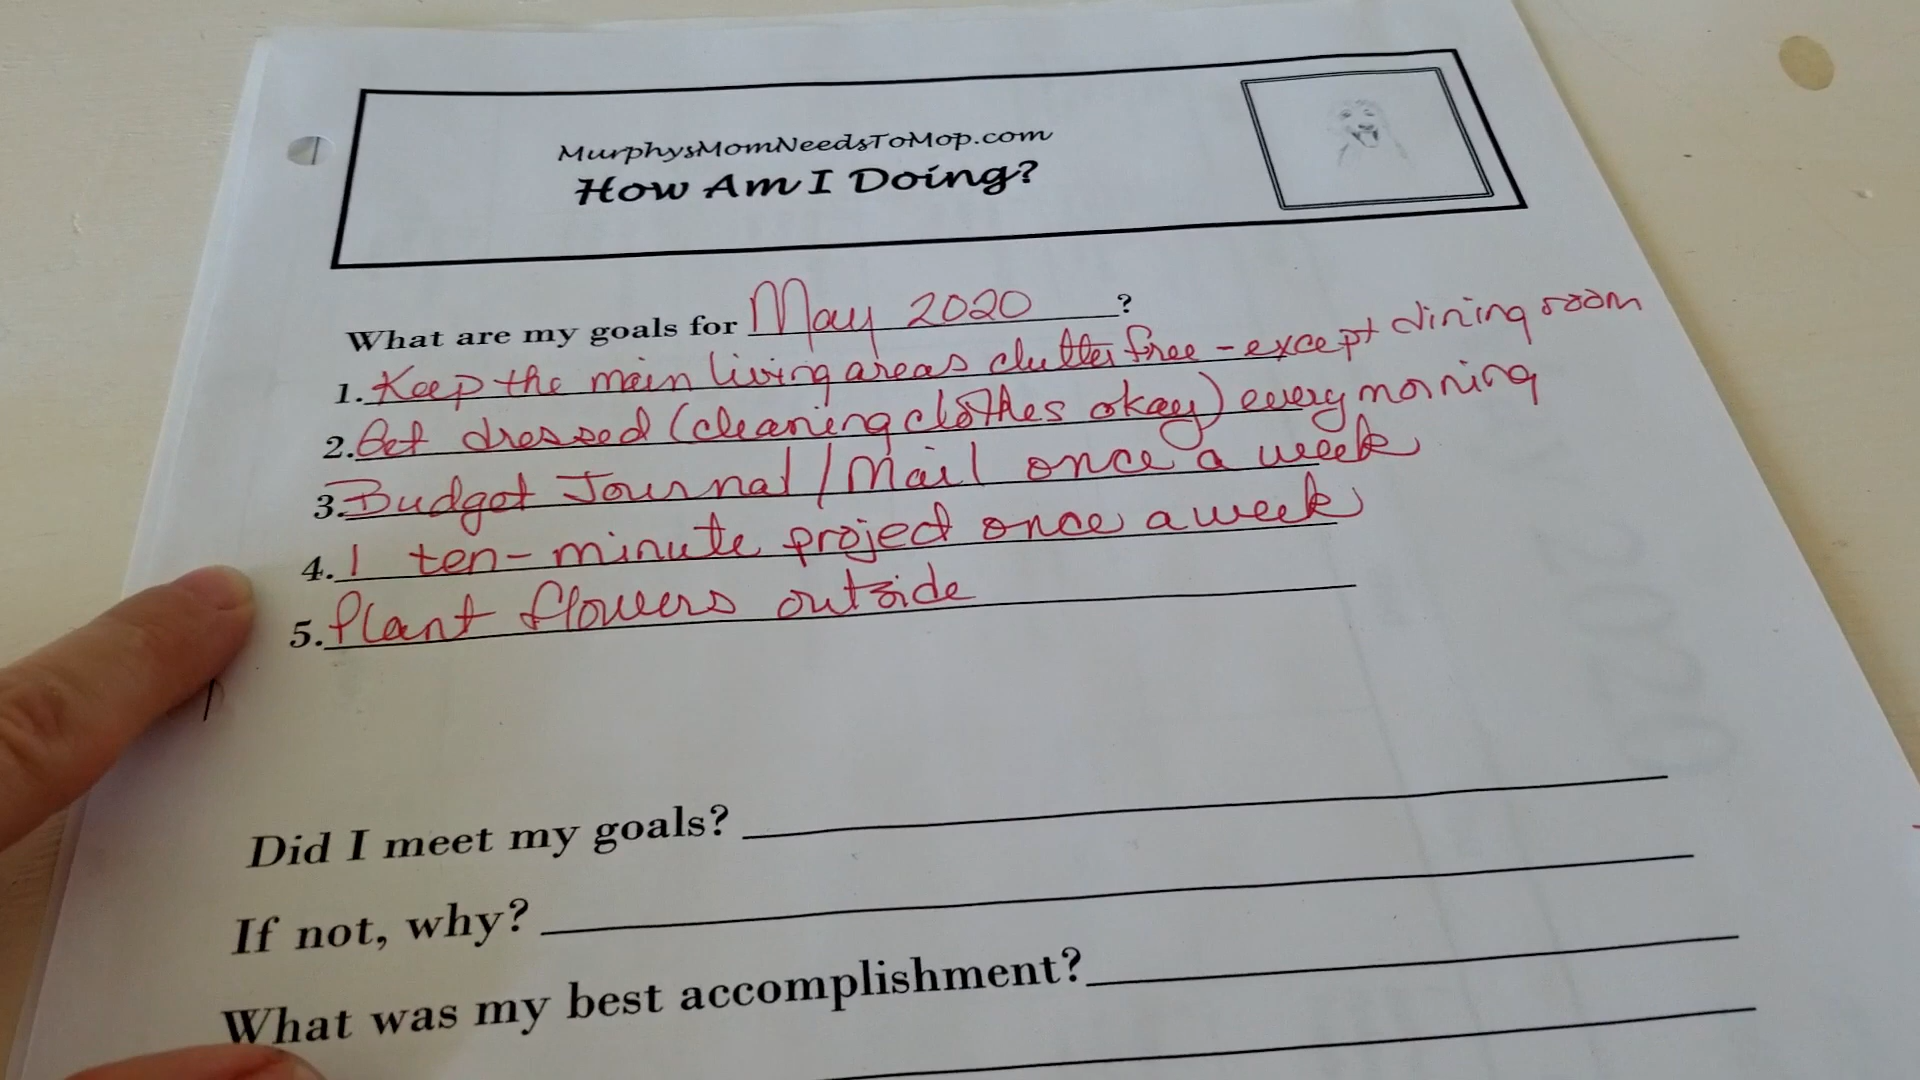 MurphysMomNeedsToMop.com
How Am I Doing?
What are my goals for May 2020?
1. Keep the main living areas clutter free - except dining room
2. Get dressed (cleaning clothes okay) every morning
3. Budget Journal / Mail once a week
4. 1 ten-minute project once a week
5. Plant flowers outside
Did I meet my goals?
If not, why?
What was my best accomplishment?
2020